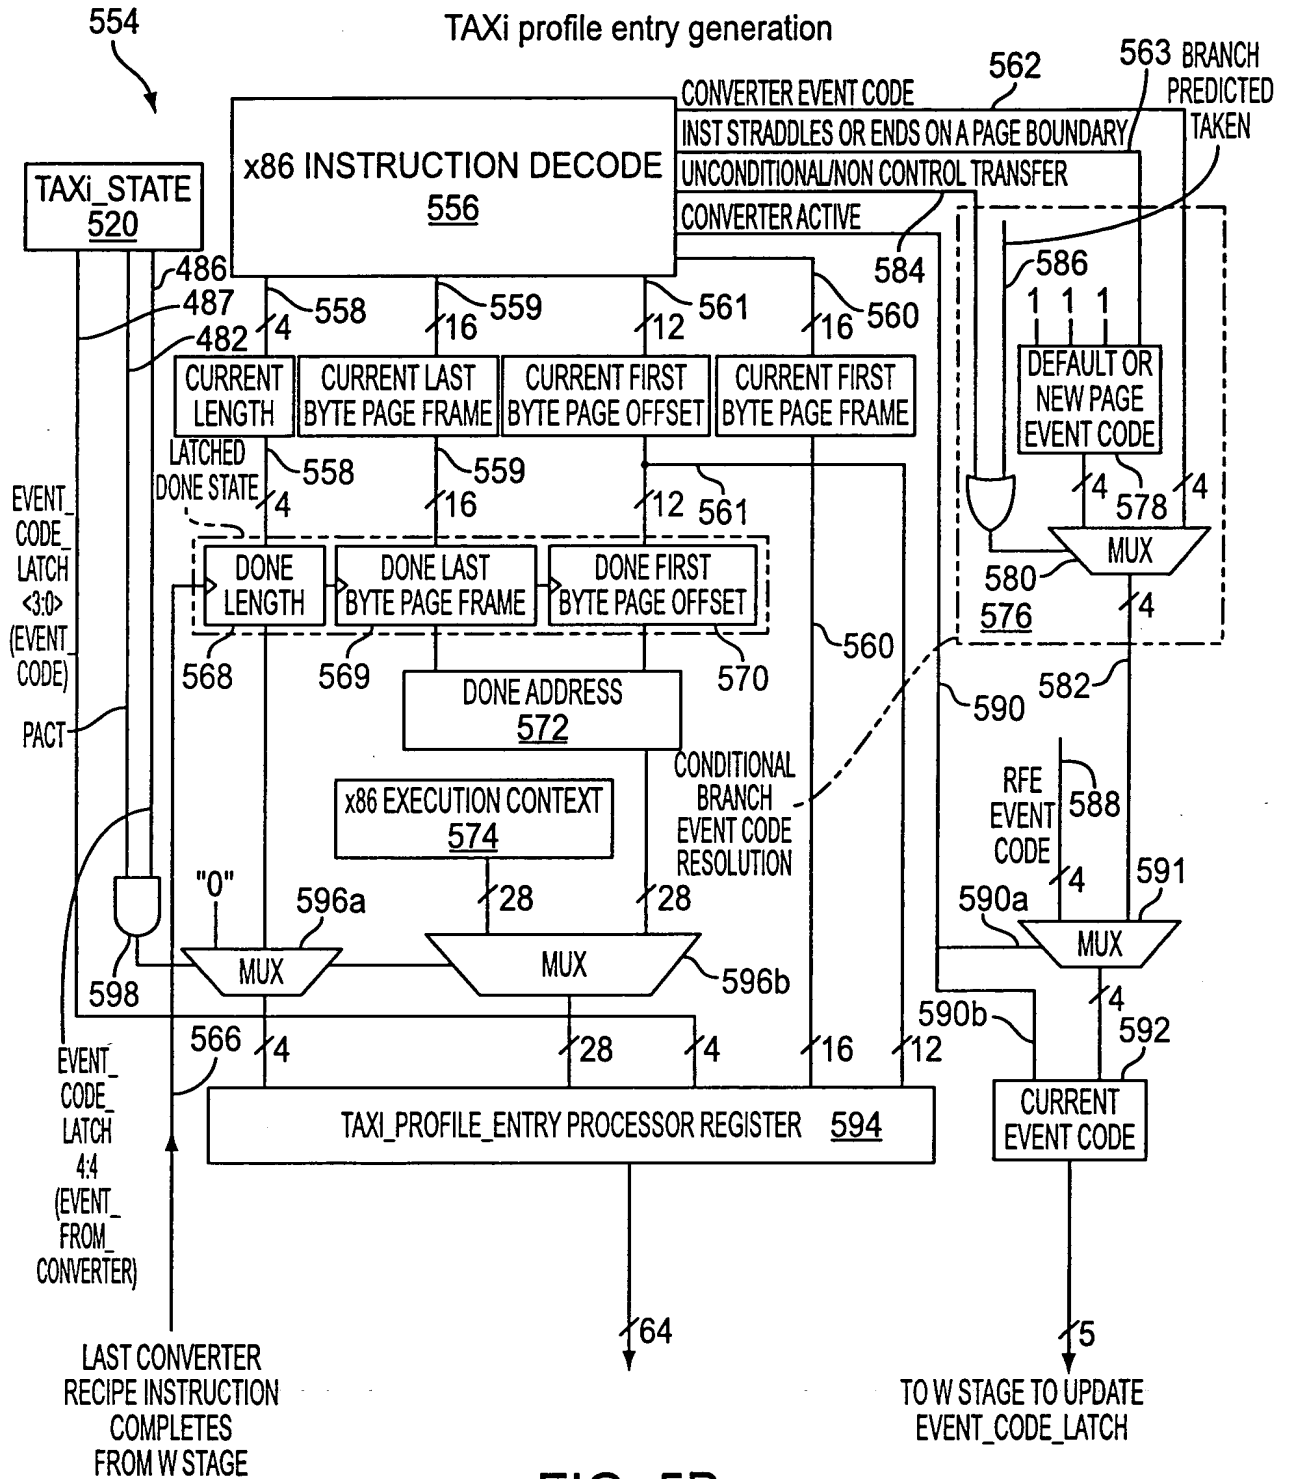 TAXi profile entry generation
554
562
563 BRANCH
PREDICTED
TAKEN
CONVERTER EVENT CODE
INST STRADDLES OR ENDS ON A PAGE BOUNDARY
UNCONDITIONAL/NON CONTROL TRANSFER
CONVERTER ACTIVE
x86 INSTRUCTION DECODE
556
TAXi_STATE
520
486
487
482
558
4
559
16
561
12
560
16
584
586
1 1 1
DEFAULT OR
NEW PAGE
EVENT CODE
578
4
4
MUX
580
576
4
582
CURRENT
LENGTH
CURRENT LAST
BYTE PAGE FRAME
CURRENT FIRST
BYTE PAGE OFFSET
CURRENT FIRST
BYTE PAGE FRAME
LATCHED
DONE STATE
558
4
559
16
12
561
EVENT_
CODE_
LATCH
<3:0>
(EVENT_
CODE)
DONE
LENGTH
DONE LAST
BYTE PAGE FRAME
DONE FIRST
BYTE PAGE OFFSET
568
569
570
560
590
PACT
DONE ADDRESS
572
CONDITIONAL
BRANCH
EVENT CODE
RESOLUTION
x86 EXECUTION CONTEXT
574
RFE
EVENT
CODE
588
4
591
590a
MUX
4
"0"
596a
28
28
598
MUX
MUX
596b
590b
592
566
4
28
4
16
12
CURRENT
EVENT CODE
EVENT_
CODE_
LATCH
4:4
(EVENT_
FROM_
CONVERTER)
TAXI_PROFILE_ENTRY PROCESSOR REGISTER 594
64
5
LAST CONVERTER
RECIPE INSTRUCTION
COMPLETES
FROM W STAGE
TO W STAGE TO UPDATE
EVENT_CODE_LATCH
FIG. 5B